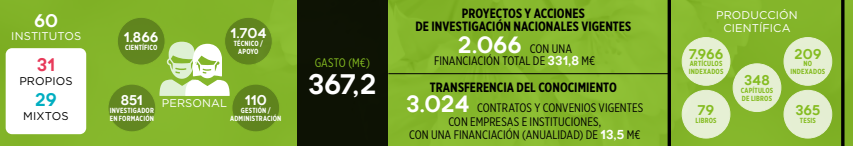 60
INSTITUTOS
31
PROPIOS
29
MIXTOS
1.866
CIENTÍFICO
1.704
TÉCNICO /
APOYO
851
INVESTIGADOR
EN FORMACIÓN
PERSONAL
110
GESTIÓN /
ADMINISTRACIÓN
GASTO (M€)
367,2
PROYECTOS Y ACCIONES
DE INVESTIGACIÓN NACIONALES VIGENTES
2.066 CON UNA
FINANCIACIÓN TOTAL DE 331,8 M€
TRANSFERENCIA DEL CONOCIMIENTO
3.024 CONTRATOS Y CONVENIOS VIGENTES
CON EMPRESAS E INSTITUCIONES,
CON UNA FINANCIACIÓN (ANUALIDAD) DE 13,5 M€
PRODUCCIÓN
CIENTÍFICA
7.966
ARTÍCULOS
INDEXADOS
209
NO
INDEXADOS
348
CAPÍTULOS
DE LIBROS
79
LIBROS
365
TESIS